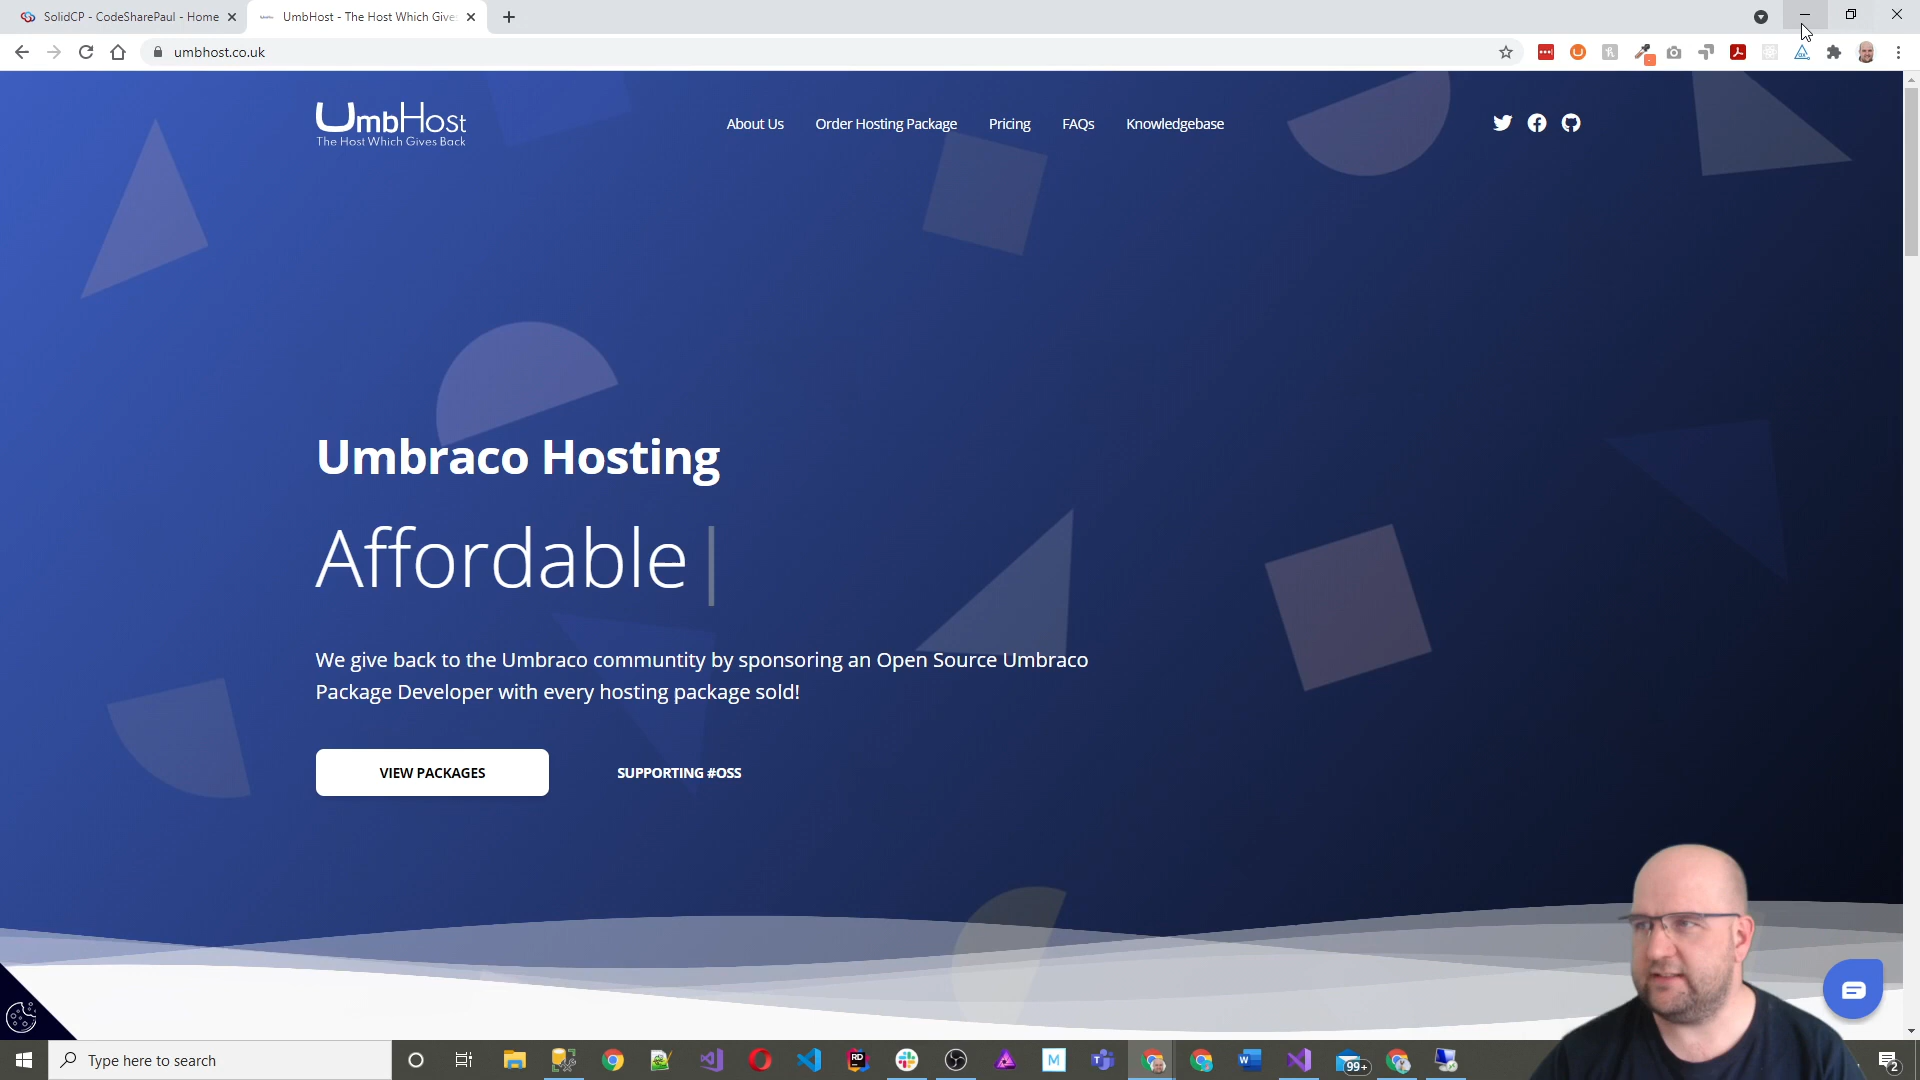 SolidCP - CodeSharePaul - Home
UmbHost - The Host Which Give
umbhost.co.uk
UmbHost
The Host Which Gives Back
About Us
Order Hosting Package
Pricing
FAQs
Knowledgebase
Umbraco Hosting
Affordable
We give back to the Umbraco community by sponsoring an Open Source Umbraco
Package Developer with every hosting package sold!
VIEW PACKAGES
SUPPORTING #OSS
Type here to search
RD
M
99+
2